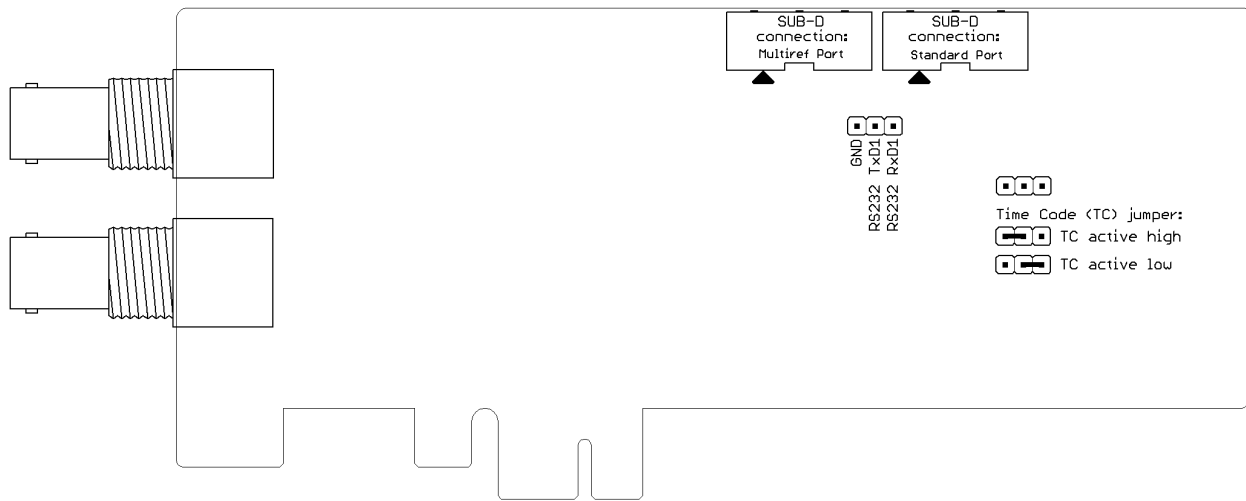 SUB-D
connection:
Multiref Port
SUB-D
connection:
Standard Port
GND
RS232 TxD1
RS232 RxD1
Time Code (TC) jumper:
TC active high
TC active low